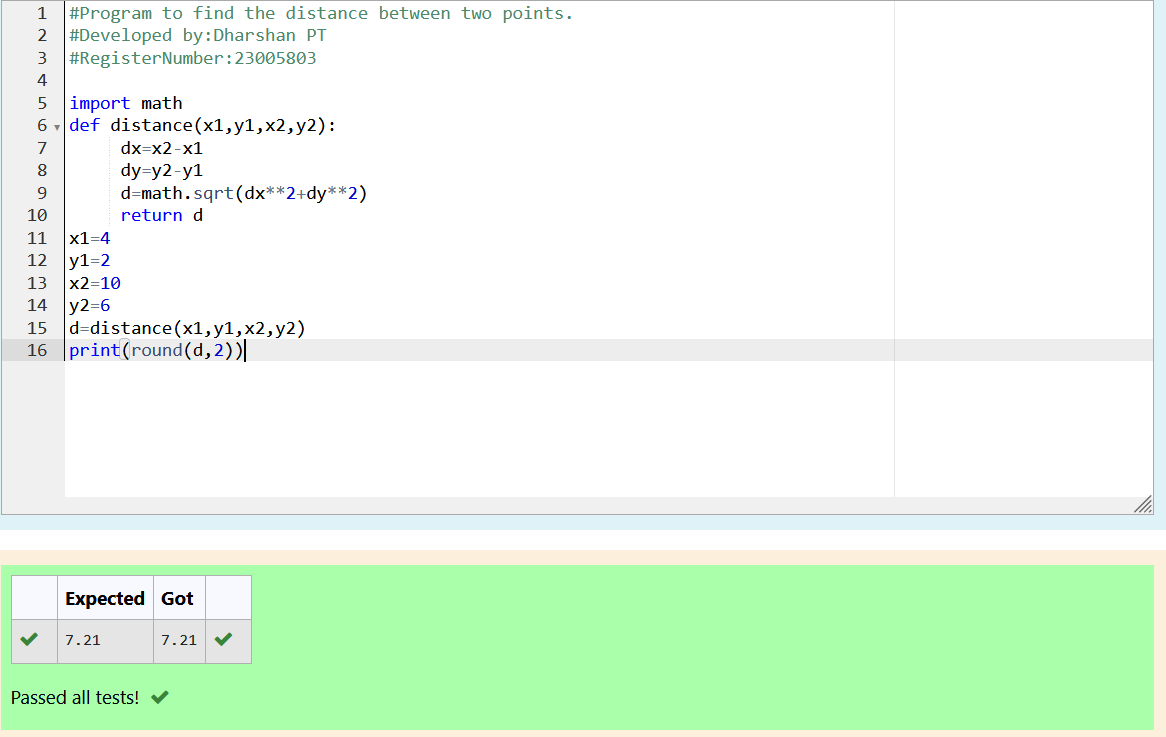 1 #Program to find the distance between two points.
2 #Developed by:Dharshan PT
3 #RegisterNumber:23005803
4
5 import math
6 def distance(x1,y1,x2,y2):
7      dx=x2-x1
8      dy=y2-y1
9      d=math.sqrt(dx**2+dy**2)
10      return d
11 x1=4
12 y1=2
13 x2=10
14 y2=6
15 d=distance(x1,y1,x2,y2)
16 print(round(d,2))
Expected Got
7.21 7.21
Passed all tests!